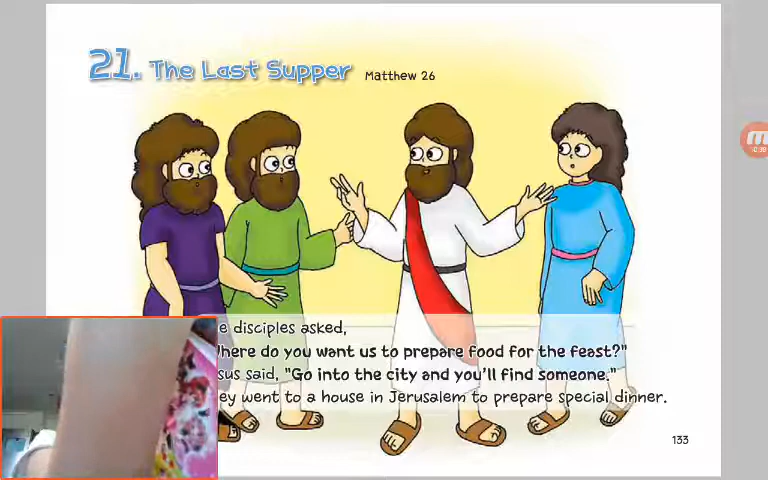 21. The Last Supper Matthew 26
e disciples asked,
here do you want us to prepare food for the feast?"
sus said, "Go into the city and you'll find someone."
ey went to a house in Jerusalem to prepare special dinner.
133